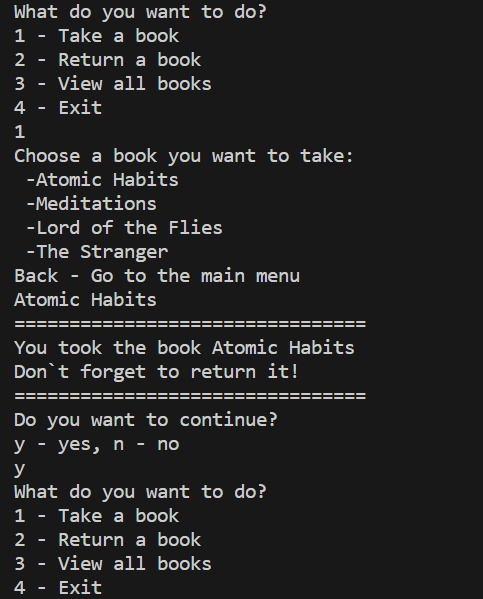 What do you want to do?
1 - Take a book
2 - Return a book
3 - View all books
4 - Exit
1
Choose a book you want to take:
 -Atomic Habits
 -Meditations
 -Lord of the Flies
 -The Stranger
Back - Go to the main menu
Atomic Habits
================================
You took the book Atomic Habits
Don`t forget to return it!
================================
Do you want to continue?
y - yes, n - no
y
What do you want to do?
1 - Take a book
2 - Return a book
3 - View all books
4 - Exit